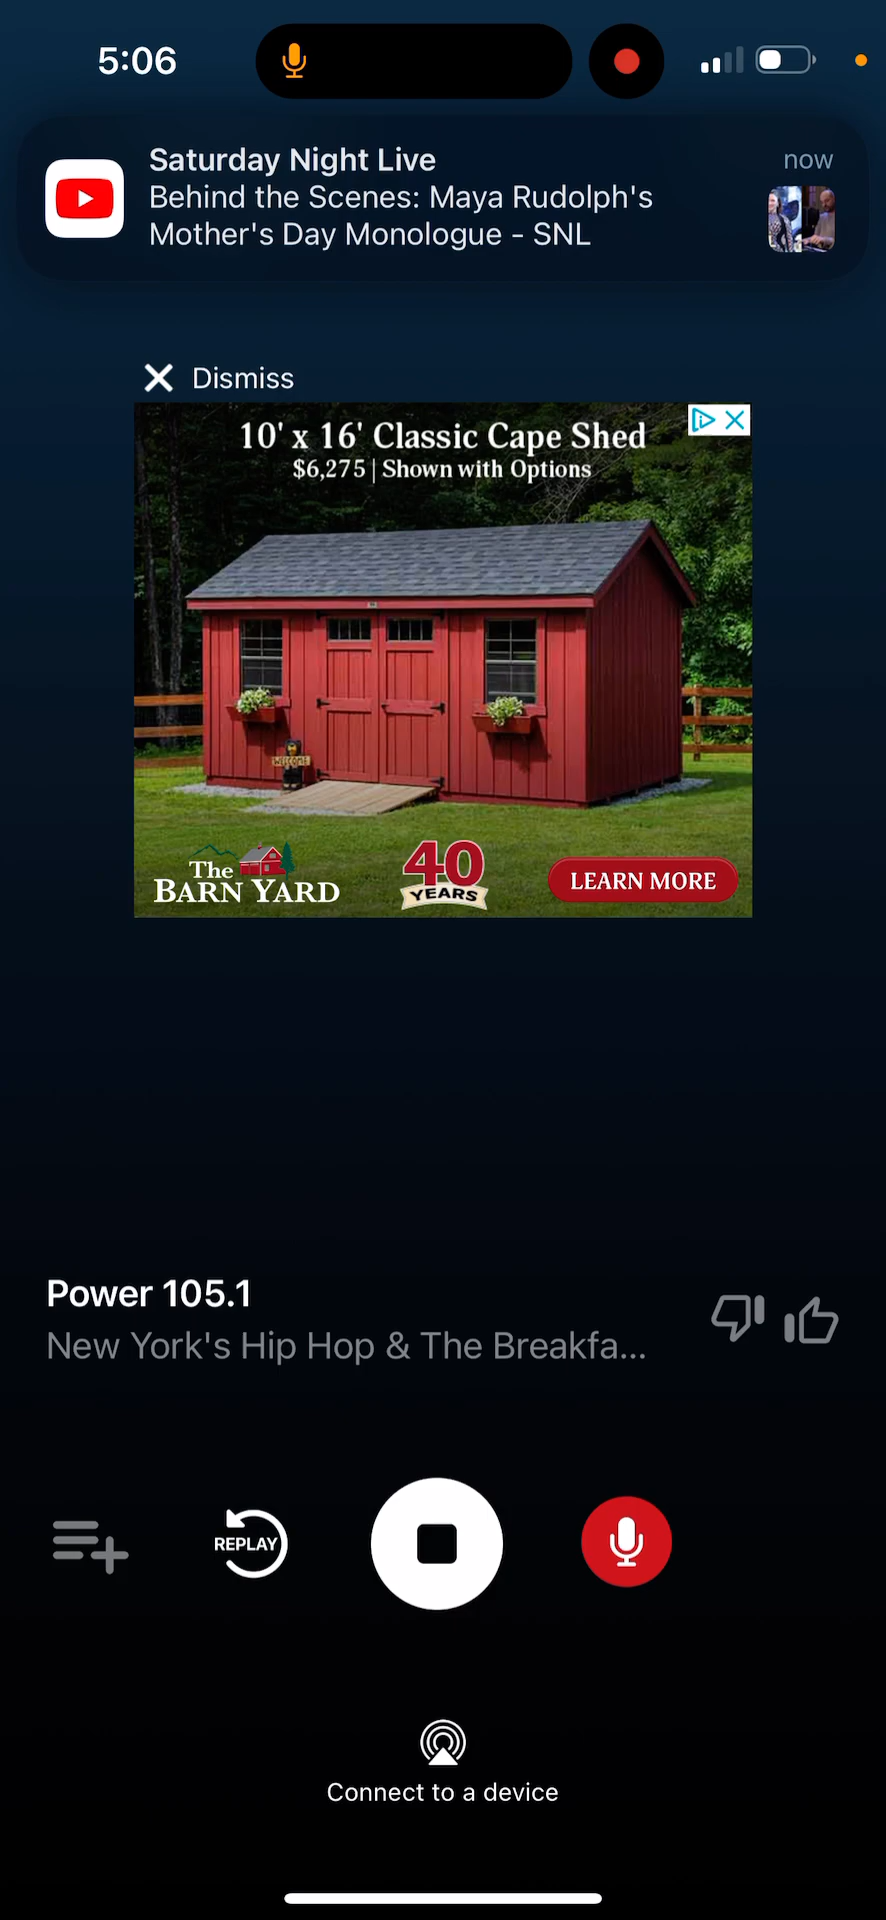 5:06
Saturday Night Live
now
Behind the Scenes: Maya Rudolph's
Mother's Day Monologue - SNL
Dismiss
10' x 16' Classic Cape Shed
$6,275 | Shown with Options
WELCOME
The
BARN YARD
40
YEARS
LEARN MORE
Power 105.1
New York's Hip Hop & The Breakfa...
REPLAY
Connect to a device